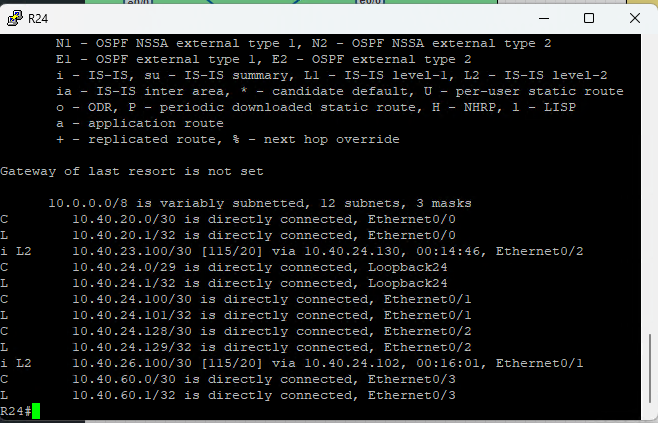 R24
N1 - OSPF NSSA external type 1, N2 - OSPF NSSA external type 2
E1 - OSPF external type 1, E2 - OSPF external type 2
i - IS-IS, su - IS-IS summary, L1 - IS-IS level-1, L2 - IS-IS level-2
ia - IS-IS inter area, * - candidate default, U - per-user static route
o - ODR, P - periodic downloaded static route, H - NHRP, l - LISP
a - application route
+ - replicated route, % - next hop override
Gateway of last resort is not set
10.0.0.0/8 is variably subnetted, 12 subnets, 3 masks
C 10.40.20.0/30 is directly connected, Ethernet0/0
L 10.40.20.1/32 is directly connected, Ethernet0/0
i L2 10.40.23.100/30 [115/20] via 10.40.24.130, 00:14:46, Ethernet0/2
C 10.40.24.0/29 is directly connected, Loopback24
L 10.40.24.1/32 is directly connected, Loopback24
C 10.40.24.100/30 is directly connected, Ethernet0/1
L 10.40.24.101/32 is directly connected, Ethernet0/1
C 10.40.24.128/30 is directly connected, Ethernet0/2
L 10.40.24.129/32 is directly connected, Ethernet0/2
i L2 10.40.26.100/30 [115/20] via 10.40.24.102, 00:16:01, Ethernet0/1
C 10.40.60.0/30 is directly connected, Ethernet0/3
L 10.40.60.1/32 is directly connected, Ethernet0/3
R24#